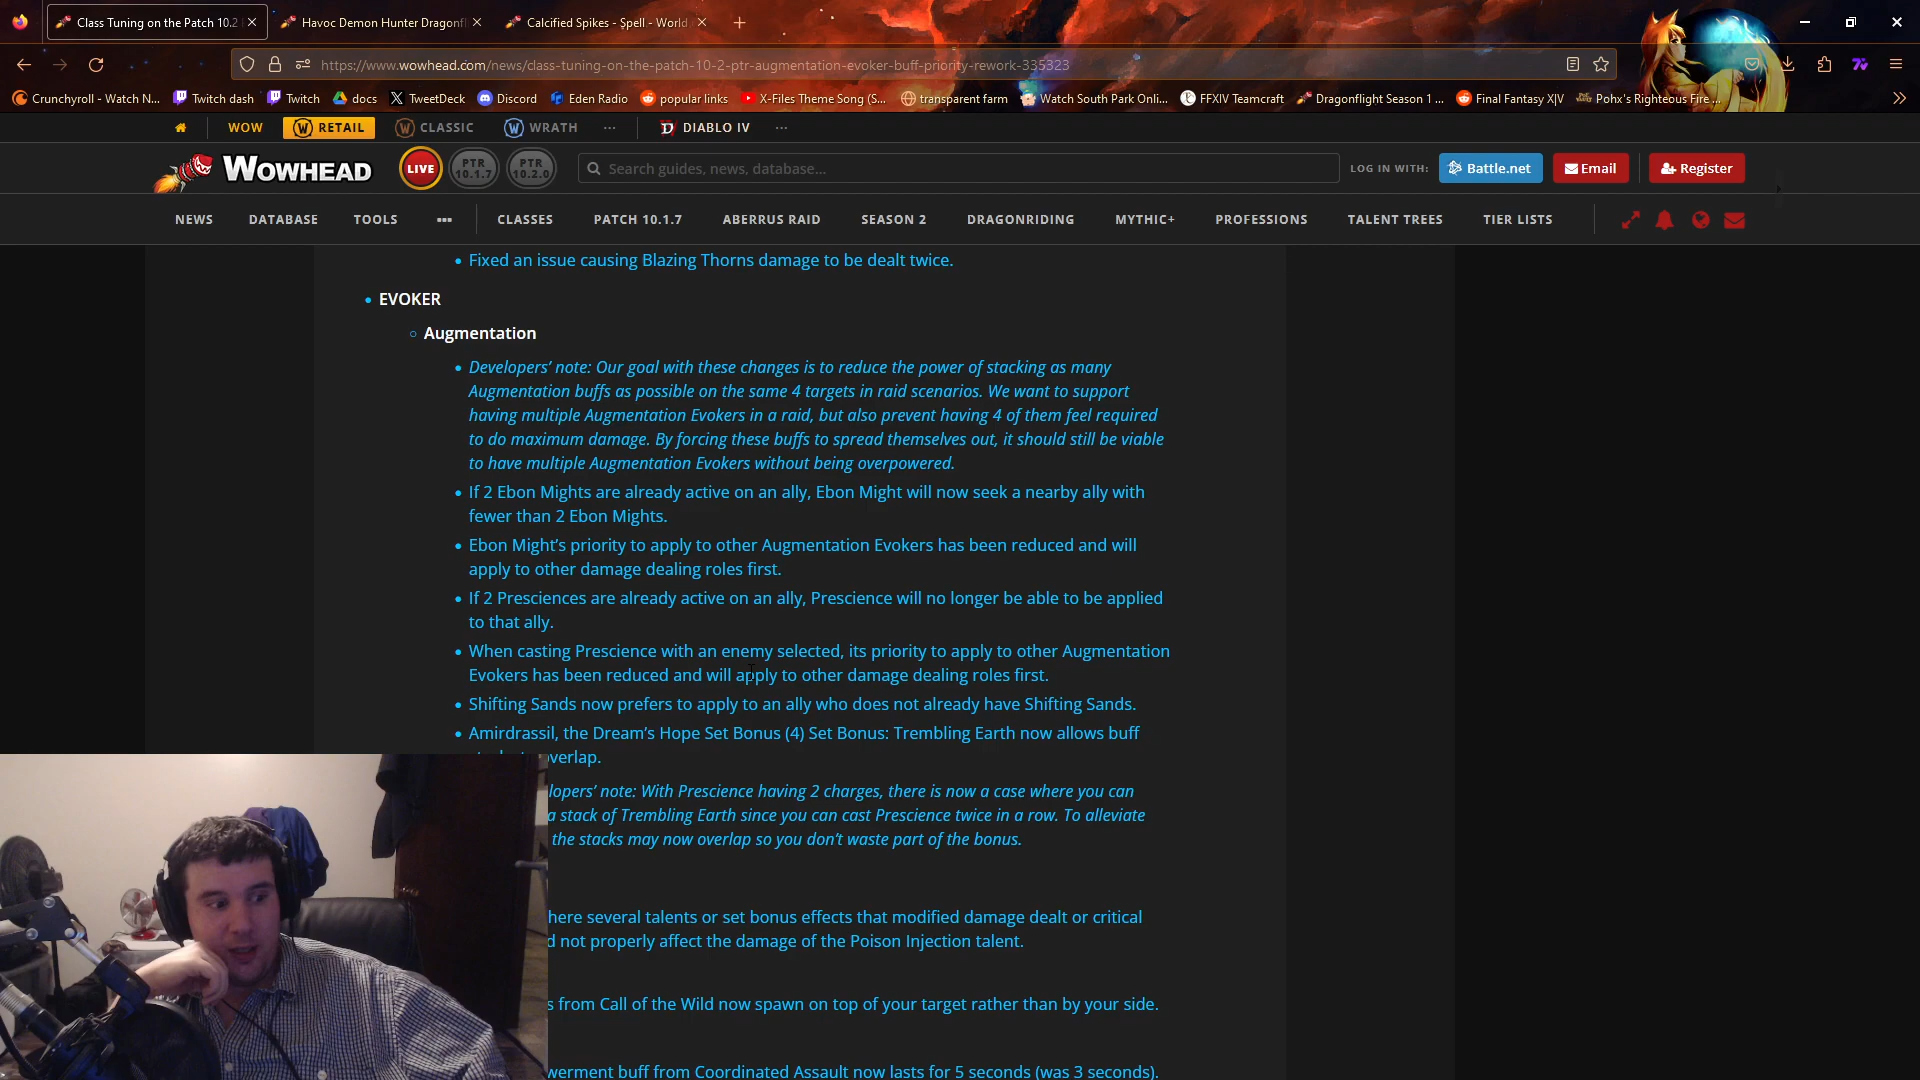 Class Tuning on the Patch 10.2
Havoc Demon Hunter Dragonfl
Calcified Spikes - Spell - World
https://www.wowhead.com/news/class-tuning-on-the-patch-10-2-ptr-augmentation-evoker-buff-priority-rework-335323
Crunchyroll - Watch N... Twitch dash Twitch docs TweetDeck Discord Eden Radio popular links X-Files Theme Song (S... transparent farm Watch South Park Onli... FFXIV Teamcraft Dragonflight Season 1 ... Final Fantasy X|V Pohx's Righteous Fire ...
WOW RETAIL CLASSIC WRATH ... DIABLO IV ...
WOWHEAD LIVE PTR 10.1.7 PTR 10.2.0 Search guides, news, database... LOG IN WITH: Battle.net Email Register
NEWS DATABASE TOOLS ... CLASSES PATCH 10.1.7 ABERRUS RAID SEASON 2 DRAGONRIDING MYTHIC+ PROFESSIONS TALENT TREES TIER LISTS
Fixed an issue causing Blazing Thorns damage to be dealt twice.
EVOKER
Augmentation
Developers' note: Our goal with these changes is to reduce the power of stacking as many
Augmentation buffs as possible on the same 4 targets in raid scenarios. We want to support
having multiple Augmentation Evokers in a raid, but also prevent having 4 of them feel required
to do maximum damage. By forcing these buffs to spread themselves out, it should still be viable
to have multiple Augmentation Evokers without being overpowered.
If 2 Ebon Mights are already active on an ally, Ebon Might will now seek a nearby ally with
fewer than 2 Ebon Mights.
Ebon Might's priority to apply to other Augmentation Evokers has been reduced and will
apply to other damage dealing roles first.
If 2 Presciences are already active on an ally, Prescience will no longer be able to be applied
to that ally.
When casting Prescience with an enemy selected, its priority to apply to other Augmentation
Evokers has been reduced and will apply to other damage dealing roles first.
Shifting Sands now prefers to apply to an ally who does not already have Shifting Sands.
Amirdrassil, the Dream's Hope Set Bonus (4) Set Bonus: Trembling Earth now allows buff
verlap.
lopers' note: With Prescience having 2 charges, there is now a case where you can
a stack of Trembling Earth since you can cast Prescience twice in a row. To alleviate
the stacks may now overlap so you don't waste part of the bonus.
here several talents or set bonus effects that modified damage dealt or critical
d not properly affect the damage of the Poison Injection talent.
s from Call of the Wild now spawn on top of your target rather than by your side.
werment buff from Coordinated Assault now lasts for 5 seconds (was 3 seconds).